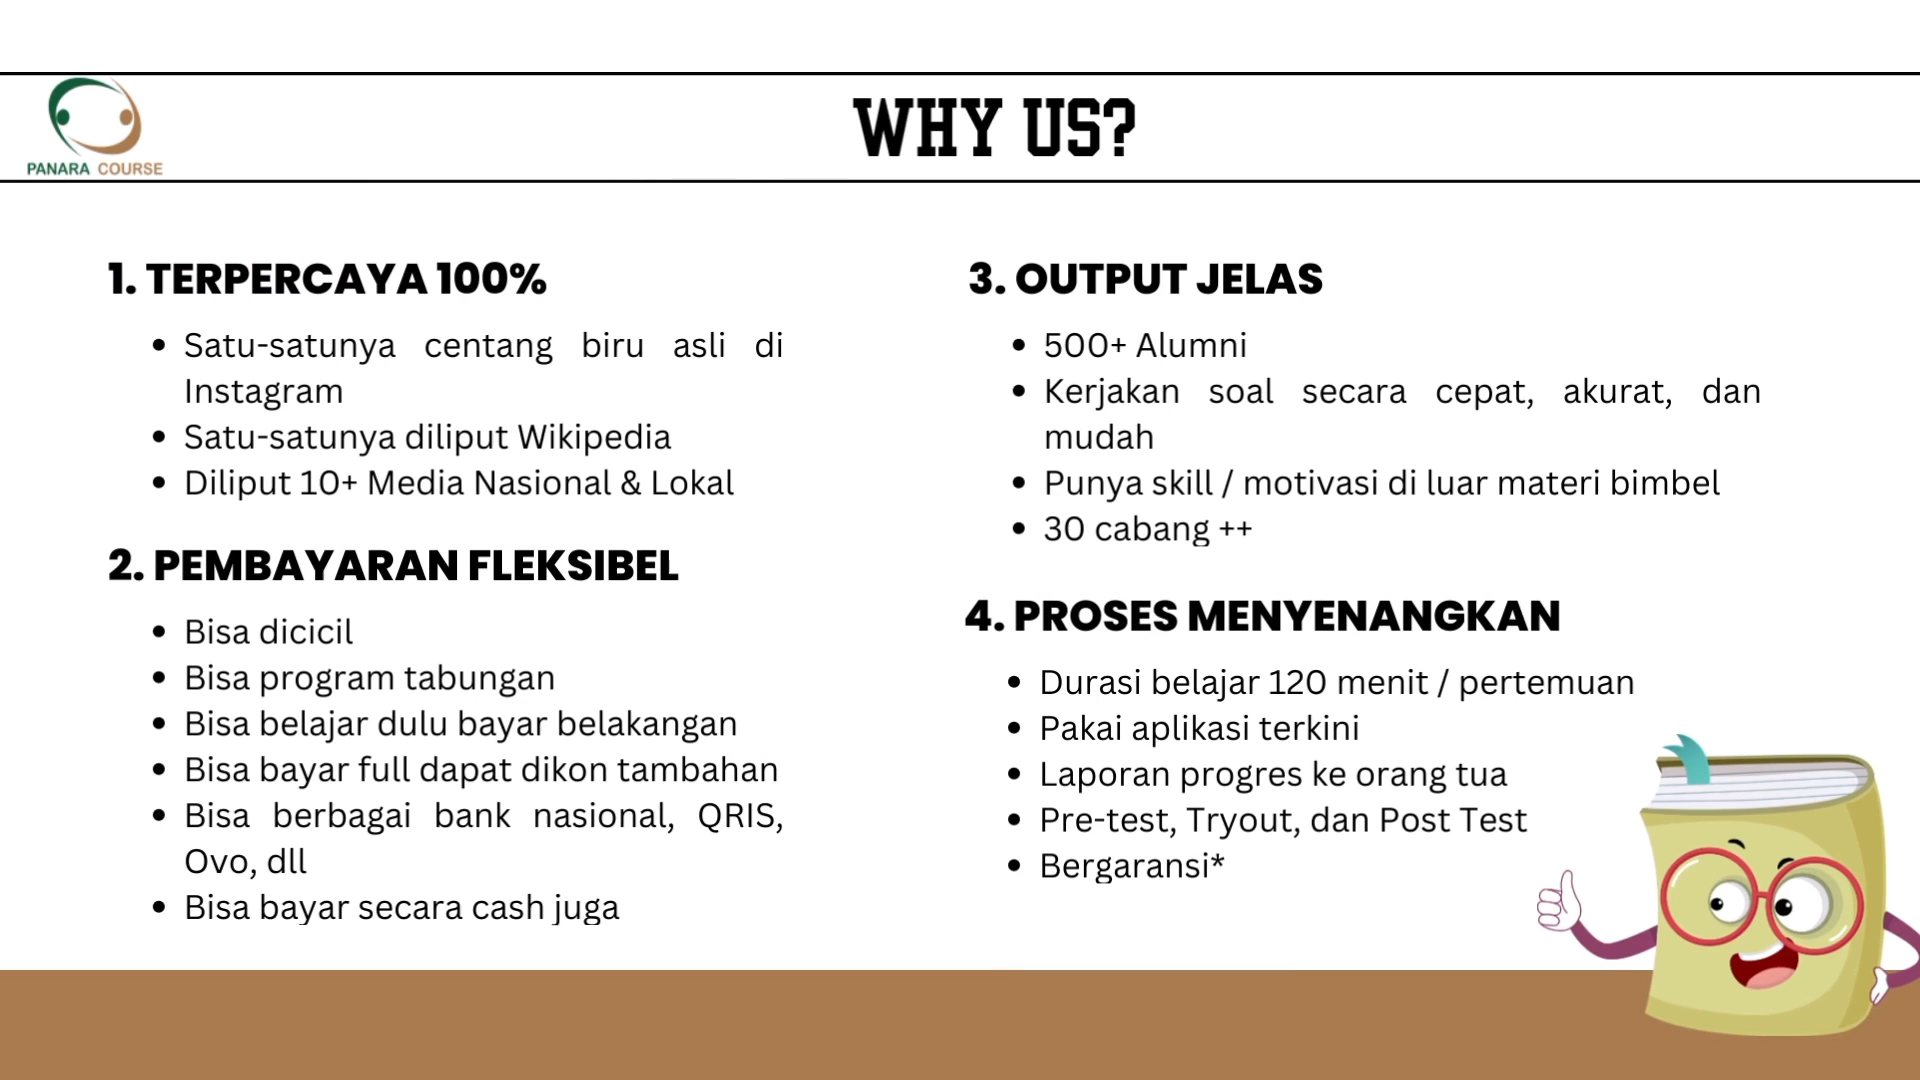 PANARA COURSE
WHY US?
1. TERPERCAYA 100%
Satu-satunya centang biru asli di
Instagram
Satu-satunya diliput Wikipedia
Diliput 10+ Media Nasional & Lokal
2. PEMBAYARAN FLEKSIBEL
Bisa dicicil
Bisa program tabungan
Bisa belajar dulu bayar belakangan
Bisa bayar full dapat dikon tambahan
Bisa berbagai bank nasional, QRIS,
Ovo, dll
Bisa bayar secara cash juga
3. OUTPUT JELAS
500+ Alumni
Kerjakan soal secara cepat, akurat, dan
mudah
Punya skill / motivasi di luar materi bimbel
30 cabang ++
4. PROSES MENYENANGKAN
Durasi belajar 120 menit / pertemuan
Pakai aplikasi terkini
Laporan progres ke orang tua
Pre-test, Tryout, dan Post Test
Bergaransi*